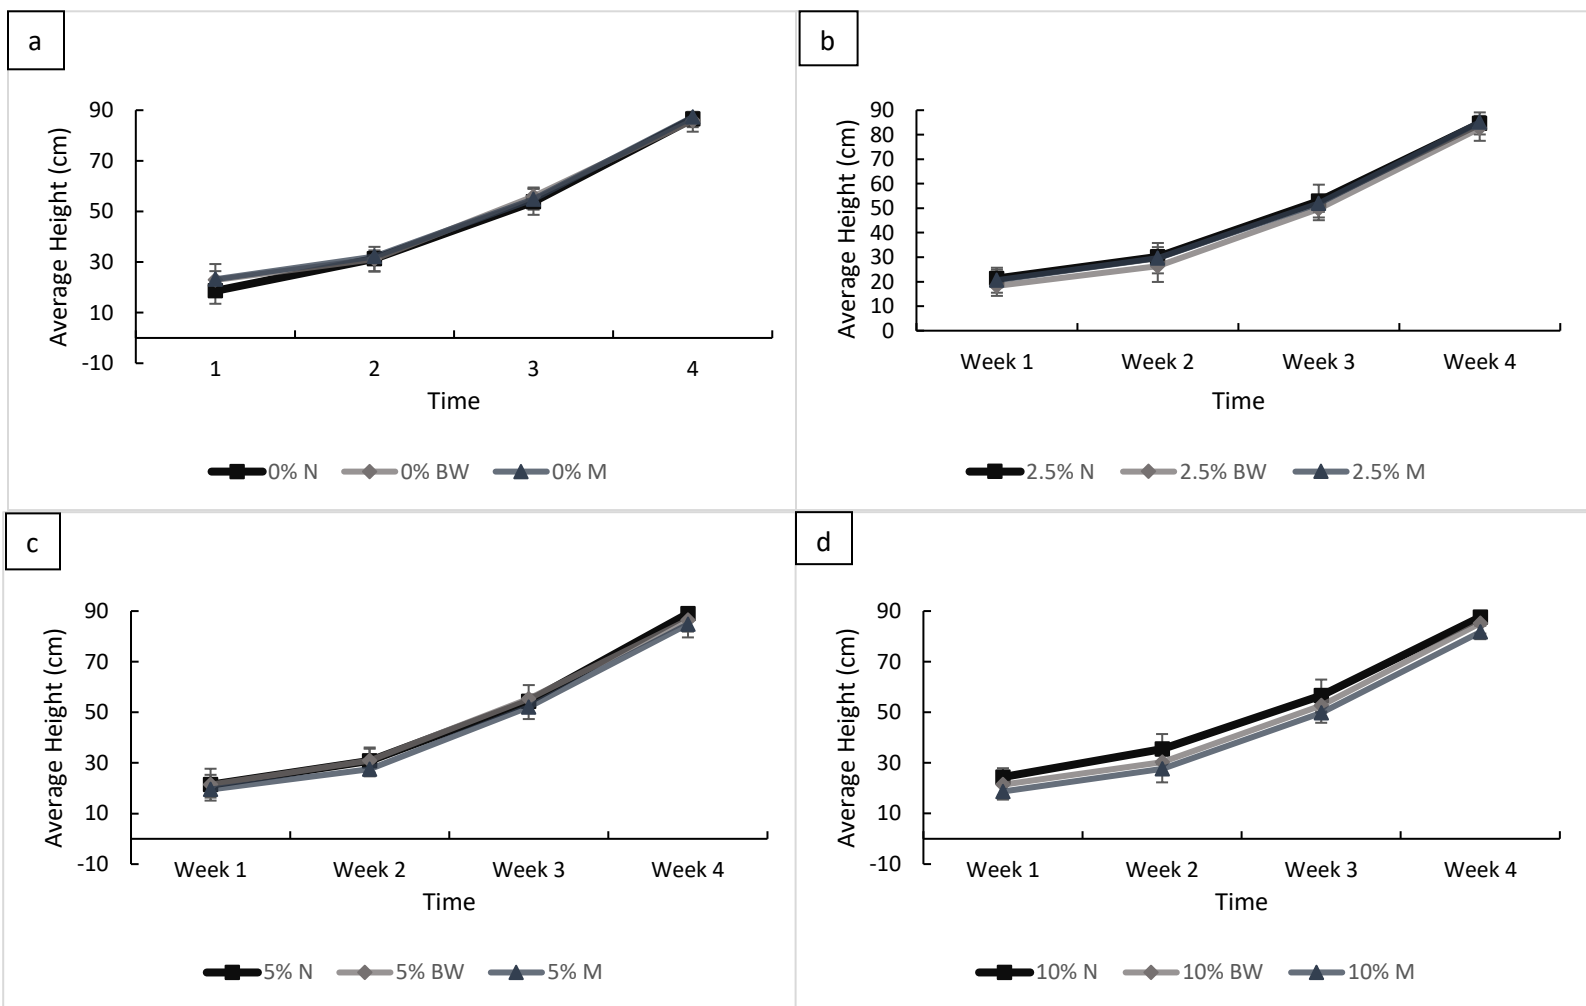 a
Average Height (cm)
90
70
50
30
10
-10
1 2 3 4
Time
0% N 0% BW 0% M
b
Average Height (cm)
90
80
70
60
50
40
30
20
10
0
Week 1 Week 2 Week 3 Week 4
Time
2.5% N 2.5% BW 2.5% M
c
Average Height (cm)
90
70
50
30
10
-10
Week 1 Week 2 Week 3 Week 4
Time
5% N 5% BW 5% M
d
Average Height (cm)
90
70
50
30
10
-10
Week 1 Week 2 Week 3 Week 4
Time
10% N 10% BW 10% M